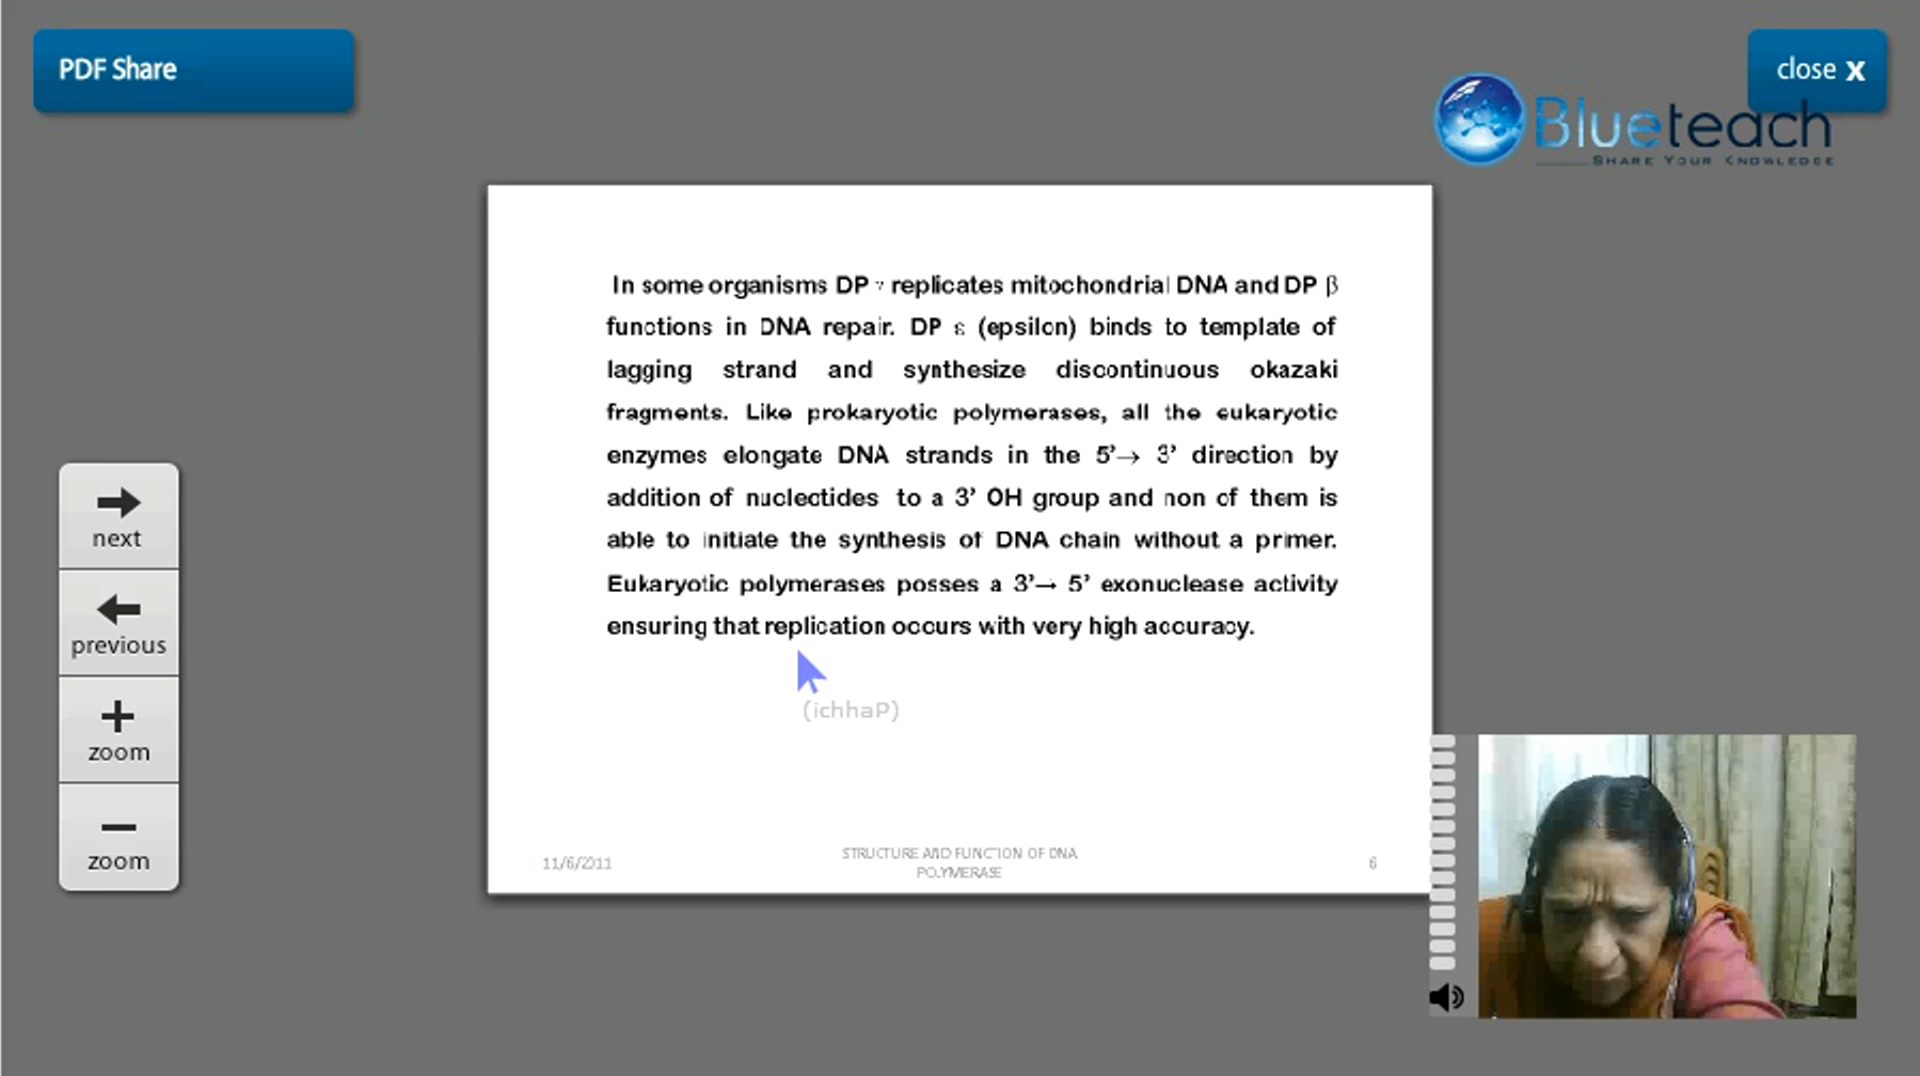 PDF Share
close X
Blueteach
SHARE YOUR KNOWLEDGE
In some organisms DP γ replicates mitochondrial DNA and DP β
functions in DNA repair. DP ε (epsilon) binds to template of
lagging strand and synthesize discontinuous okazaki
fragments. Like prokaryotic polymerases, all the eukaryotic
enzymes elongate DNA strands in the 5’→ 3’ direction by
addition of nuclectides to a 3’ OH group and non of them is
able to initiate the synthesis of DNA chain without a primer.
Eukaryotic polymerases posses a 3’→ 5’ exonuclease activity
ensuring that replication occurs with very high accuracy.
(ichhaP)
next
previous
zoom
zoom
11/6/2011
STRUCTURE AND FUNCTION OF DNA
POLYMERASE
6